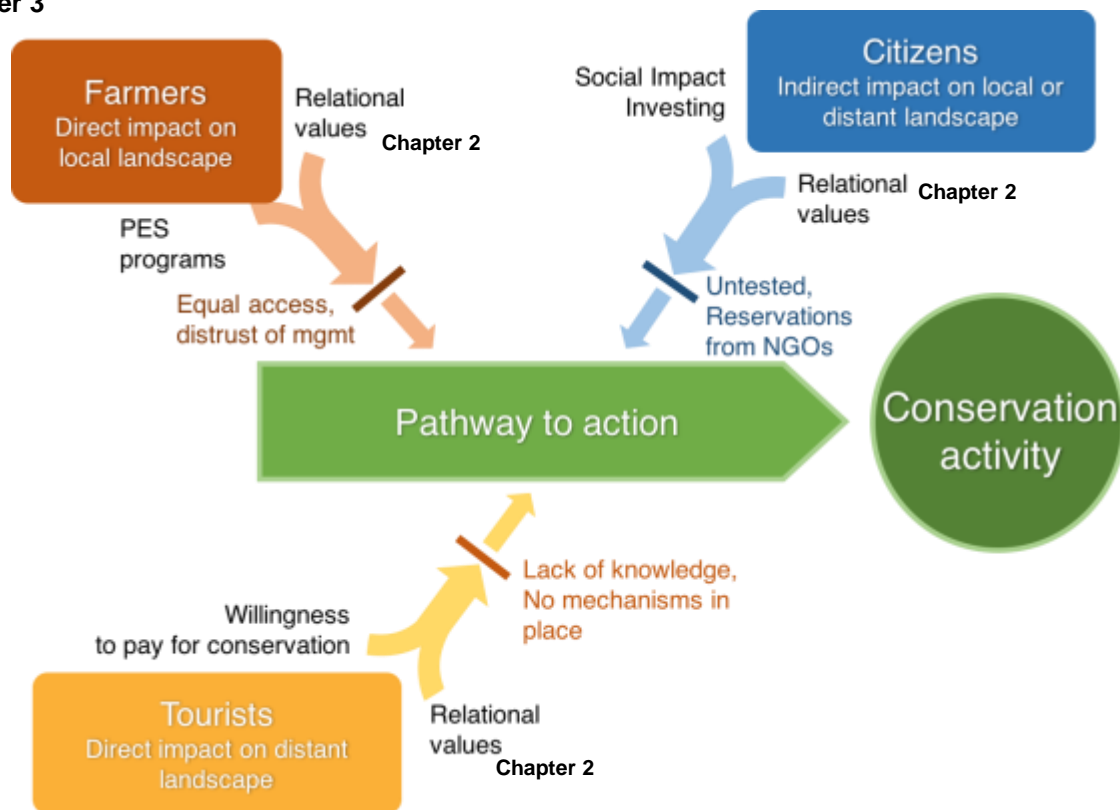 er 3
Farmers
Direct impact on
local landscape
Relational
values
Chapter 2
PES
programs
Equal access,
distrust of mgmt
Citizens
Indirect impact on local or
distant landscape
Social Impact
Investing
Relational
values
Chapter 2
Untested,
Reservations
from NGOs
Pathway to action
Conservation
activity
Lack of knowledge,
No mechanisms in
place
Willingness
to pay for conservation
Tourists
Direct impact on distant
landscape
Relational
values
Chapter 2